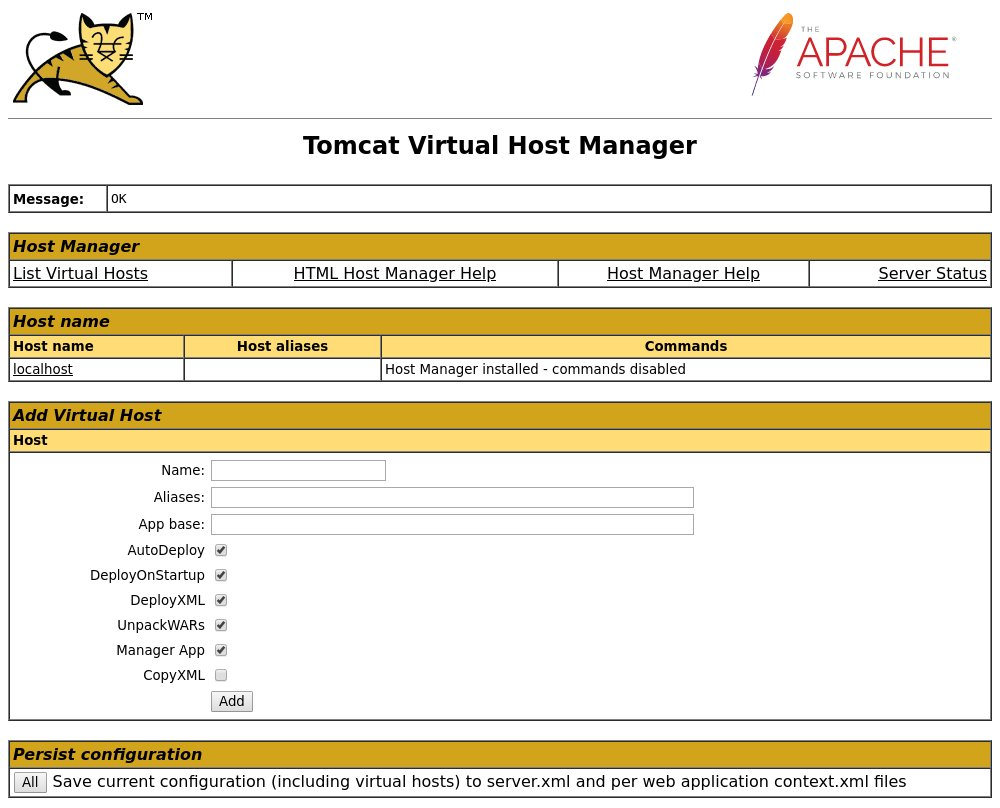 TM
THE
APACHE®
SOFTWARE FOUNDATION
Tomcat Virtual Host Manager
Message: OK
Host Manager
List Virtual Hosts HTML Host Manager Help Host Manager Help Server Status
Host name
Host name Host aliases Commands
localhost Host Manager installed - commands disabled
Add Virtual Host
Host
Name:
Aliases:
App base:
AutoDeploy
DeployOnStartup
DeployXML
UnpackWARs
Manager App
CopyXML
Add
Persist configuration
All Save current configuration (including virtual hosts) to server.xml and per web application context.xml files